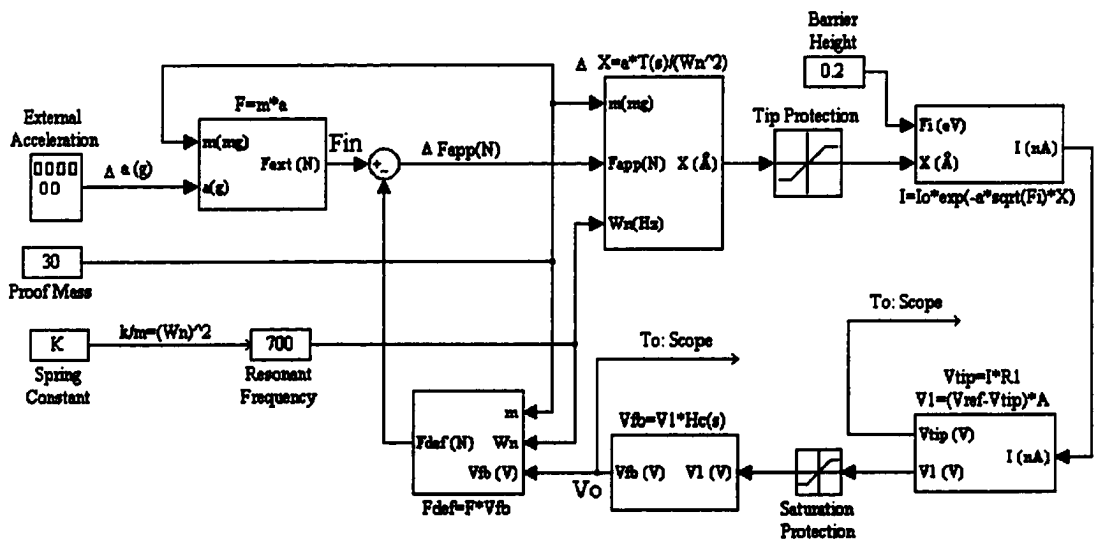 Barrier
Height
0.2
Δ X=a*T(s)/(Wn^2)
F=m*a
External
Acceleration
0000
00
Δ a(g)
m(mg)
Fext (N)
a(g)
Fin
+
-
Δ Fapp(N)
m(mg)
Fapp(N)
X (Å)
Wn(Hz)
Tip Protection
Fi (eV)
I (nA)
X (Å)
I=Io*exp(-a*sqrt(Fi)*X)
30
Proof Mass
K
Spring
Constant
k/m=(Wn)^2
700
Resonant
Frequency
To: Scope
To: Scope
m
Fdef (N)
Wn
Vfb (V)
Fdef=F*Vfb
Vo
Vfb=V1*Hc(s)
Vfb (V)
V1 (V)
Saturation
Protection
Vtip=I*R1
V1=(Vref-Vtip)*A
Vtip (V)
I (nA)
V1 (V)